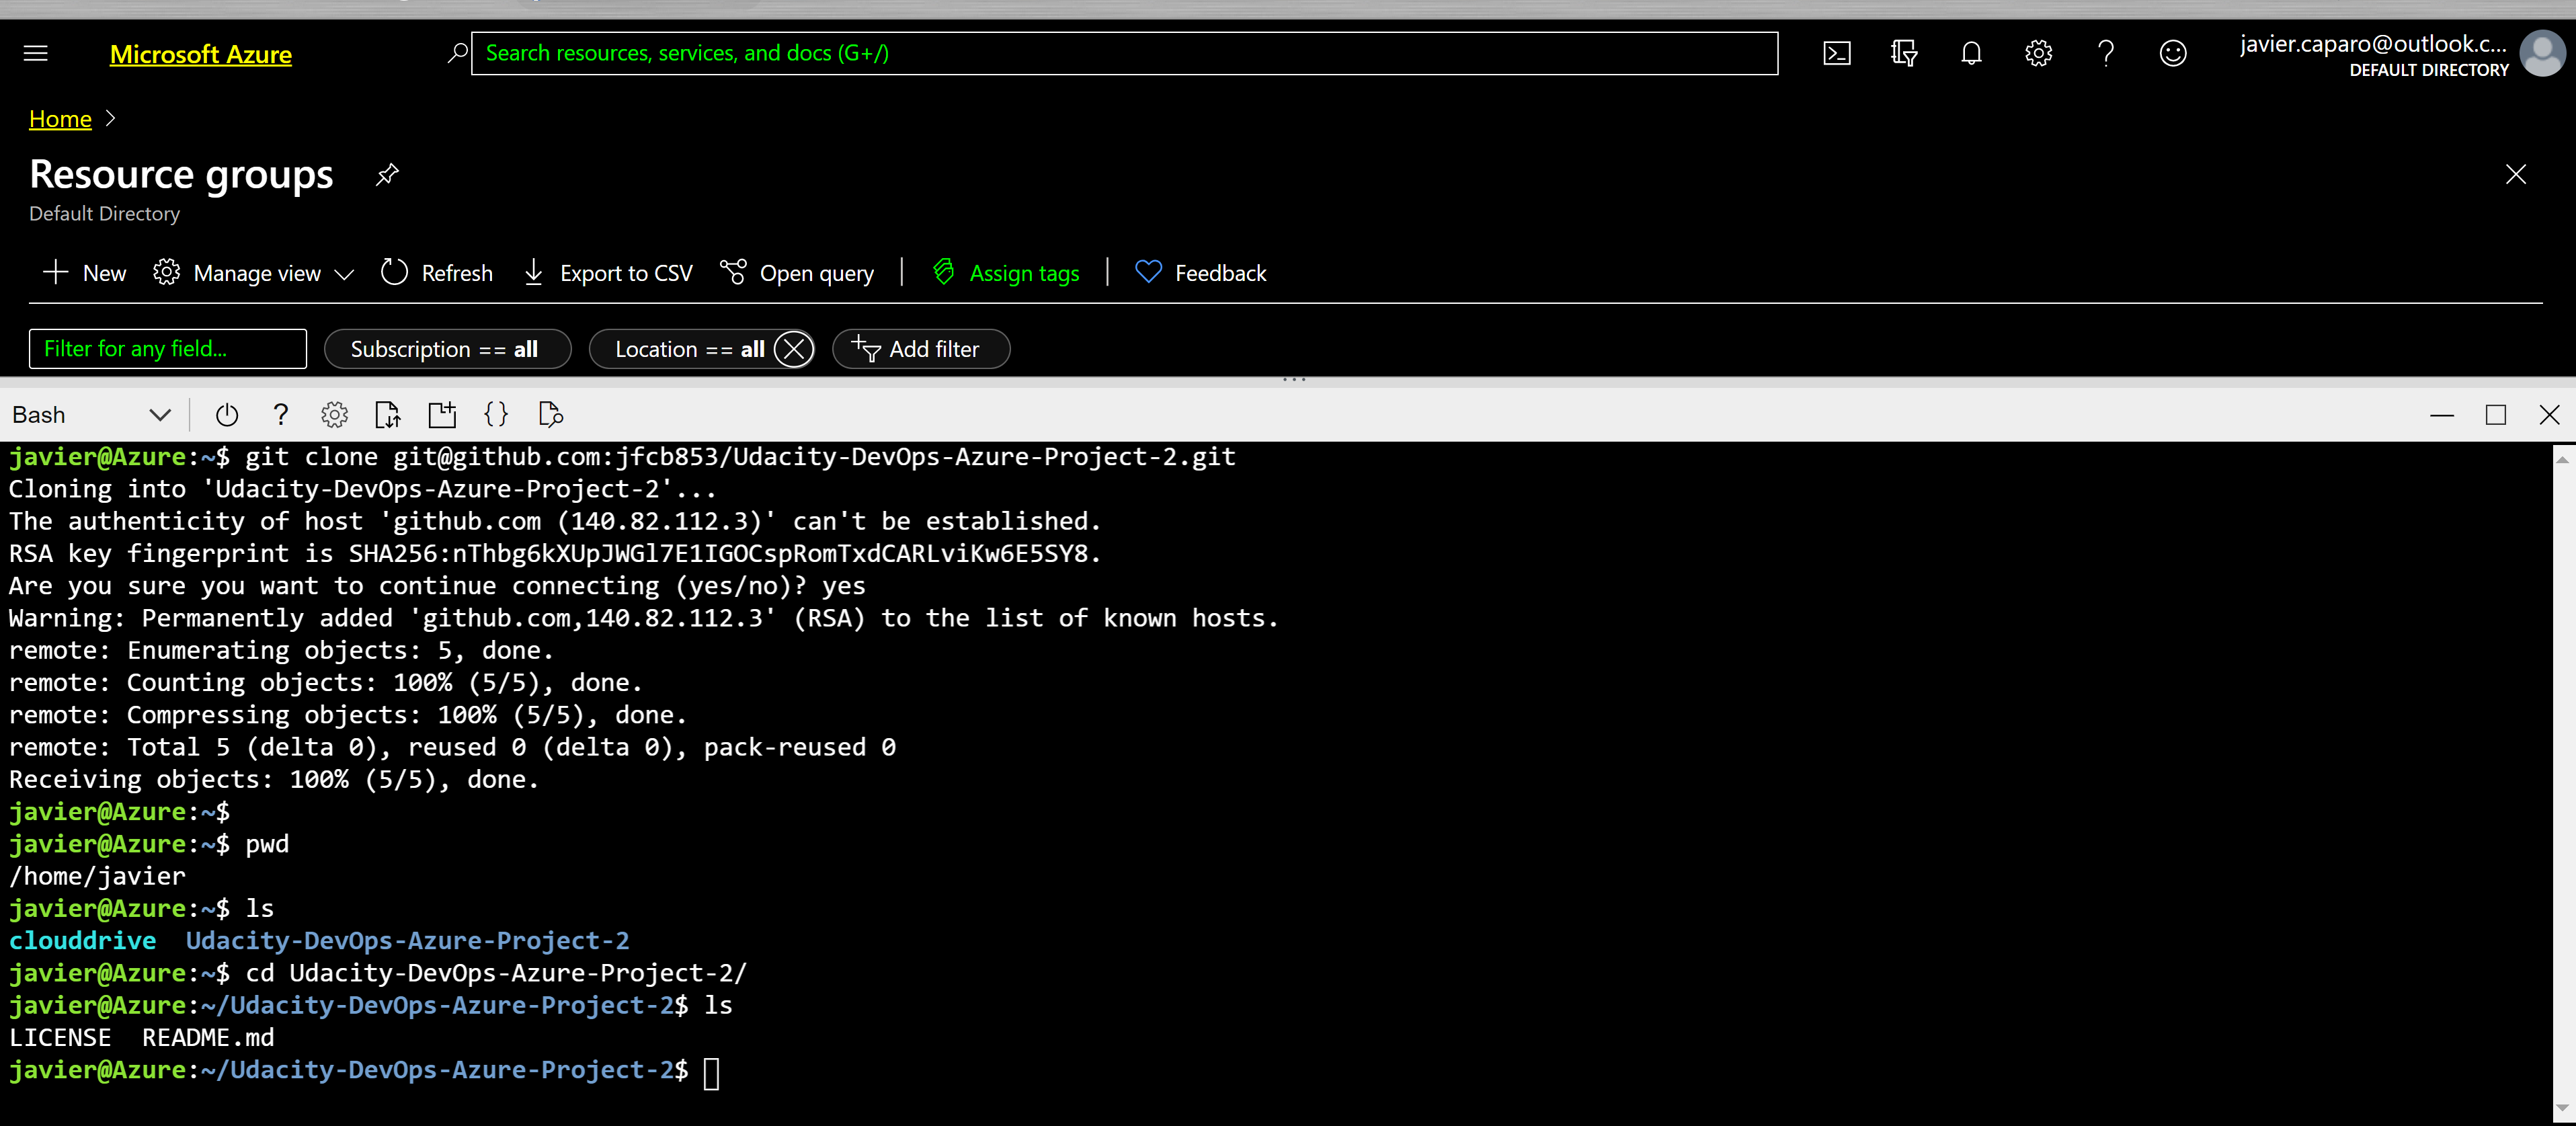 Microsoft Azure
Search resources, services, and docs (G+/)
javier.caparo@outlook.c...
DEFAULT DIRECTORY
Home
Resource groups
Default Directory
New Manage view Refresh Export to CSV Open query | Assign tags | Feedback
Filter for any field... Subscription == all Location == all Add filter
Bash
javier@Azure:~$ git clone git@github.com:jfcb853/Udacity-DevOps-Azure-Project-2.git
Cloning into 'Udacity-DevOps-Azure-Project-2'...
The authenticity of host 'github.com (140.82.112.3)' can't be established.
RSA key fingerprint is SHA256:nThbg6kXUpJWGl7E1IGOCspRomTxdCARLviKw6E5SY8.
Are you sure you want to continue connecting (yes/no)? yes
Warning: Permanently added 'github.com,140.82.112.3' (RSA) to the list of known hosts.
remote: Enumerating objects: 5, done.
remote: Counting objects: 100% (5/5), done.
remote: Compressing objects: 100% (5/5), done.
remote: Total 5 (delta 0), reused 0 (delta 0), pack-reused 0
Receiving objects: 100% (5/5), done.
javier@Azure:~$
javier@Azure:~$ pwd
/home/javier
javier@Azure:~$ ls
clouddrive  Udacity-DevOps-Azure-Project-2
javier@Azure:~$ cd Udacity-DevOps-Azure-Project-2/
javier@Azure:~/Udacity-DevOps-Azure-Project-2$ ls
LICENSE  README.md
javier@Azure:~/Udacity-DevOps-Azure-Project-2$